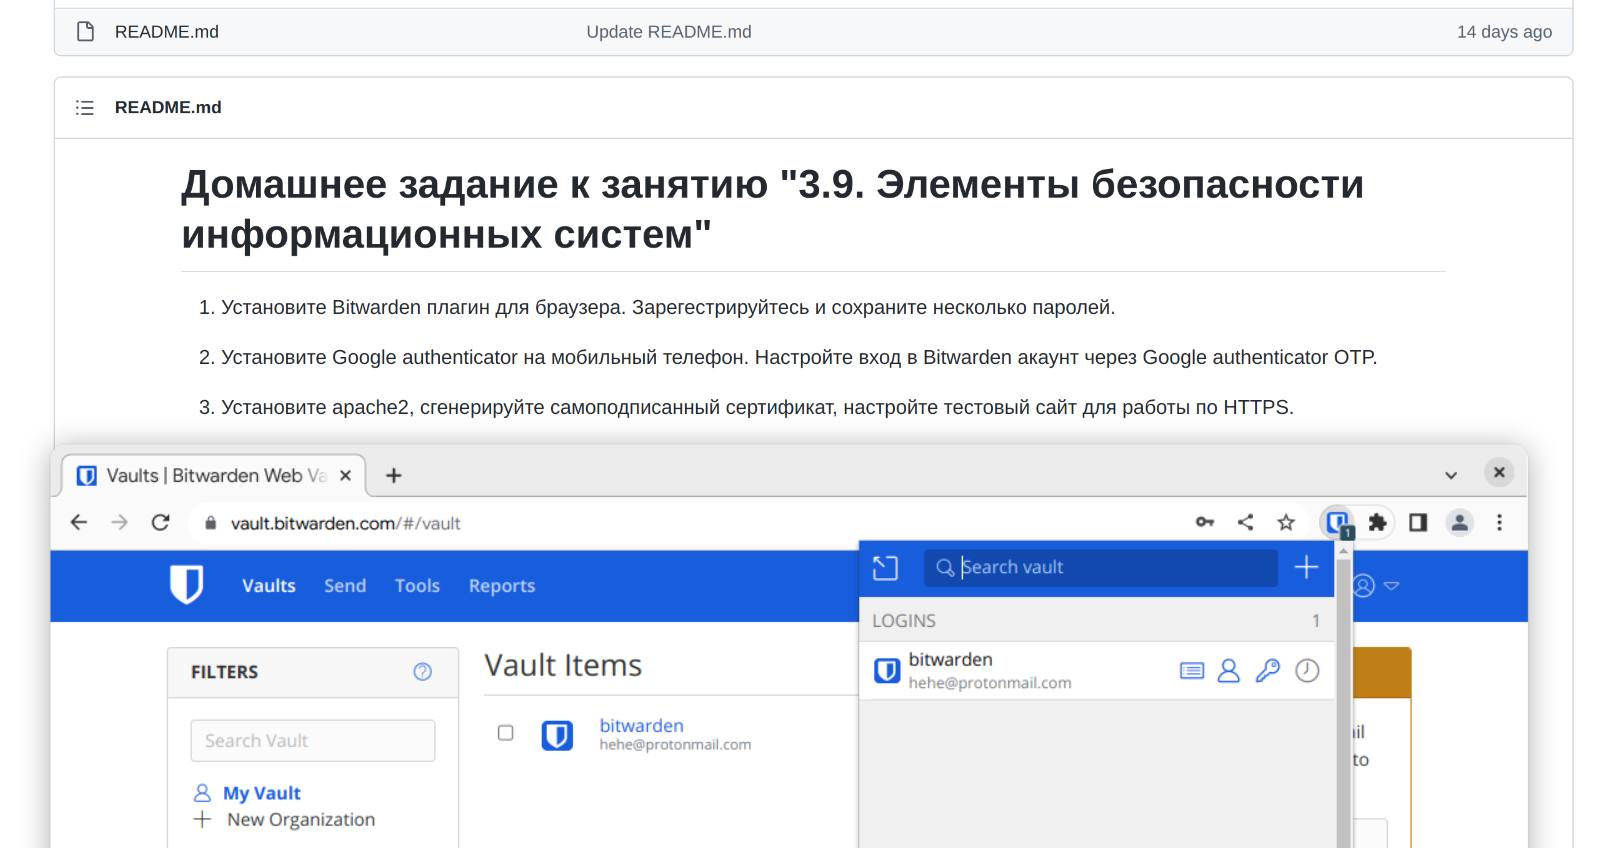 README.md Update README.md 14 days ago
README.md
Домашнее задание к занятию "3.9. Элементы безопасности
информационных систем"
1. Установите Bitwarden плагин для браузера. Зарегестрируйтесь и сохраните несколько паролей.
2. Установите Google authenticator на мобильный телефон. Настройте вход в Bitwarden акаунт через Google authenticator OTP.
3. Установите apache2, сгенерируйте самоподписанный сертификат, настройте тестовый сайт для работы по HTTPS.
Vaults | Bitwarden Web Va
vault.bitwarden.com/#/vault
1
Vaults Send Tools Reports
Search vault
LOGINS 1
bitwarden
hehe@protonmail.com
FILTERS
Vault Items
Search Vault
bitwarden
hehe@protonmail.com
My Vault
New Organization
il
to